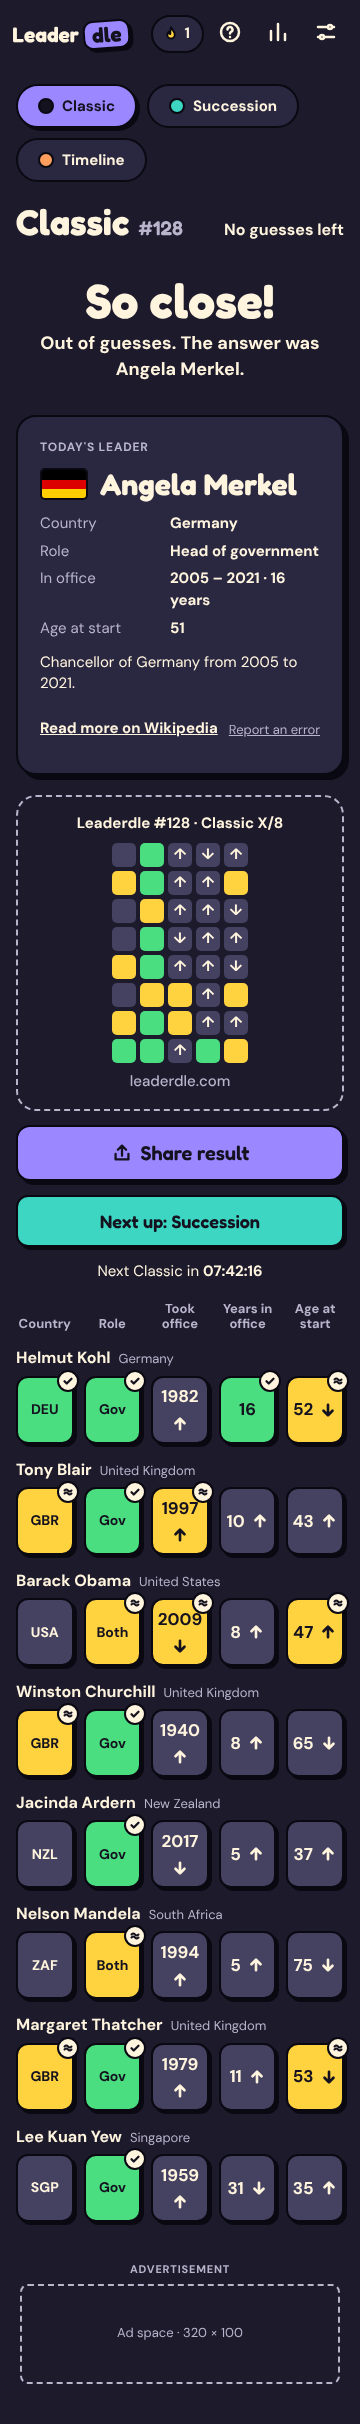 Leader dle 1
Classic Succession
Timeline
Classic #128 No guesses left
So close!
Out of guesses. The answer was
Angela Merkel.
TODAY'S LEADER
Angela Merkel
Country Germany
Role Head of government
In office 2005 – 2021 · 16
years
Age at start 51
Chancellor of Germany from 2005 to
2021.
Read more on Wikipedia Report an error
Leaderdle #128 · Classic X/8
↑ ↓ ↑
↑ ↑
↑ ↑ ↓
↓ ↑ ↑
↑ ↑ ↓
↑
↑ ↑
↑
leaderdle.com
Share result
Next up: Succession
Next Classic in 07:42:16
Country Role Took office Years in office Age at start
Helmut Kohl Germany
DEU Gov 1982 ↑ 16 52 ↓
Tony Blair United Kingdom
GBR Gov 1997 ↑ 10 ↑ 43 ↑
Barack Obama United States
USA Both 2009 ↓ 8 ↑ 47 ↑
Winston Churchill United Kingdom
GBR Gov 1940 ↑ 8 ↑ 65 ↓
Jacinda Ardern New Zealand
NZL Gov 2017 ↓ 5 ↑ 37 ↑
Nelson Mandela South Africa
ZAF Both 1994 ↑ 5 ↑ 75 ↓
Margaret Thatcher United Kingdom
GBR Gov 1979 ↑ 11 ↑ 53 ↓
Lee Kuan Yew Singapore
SGP Gov 1959 ↑ 31 ↓ 35 ↑
ADVERTISEMENT
Ad space · 320 × 100